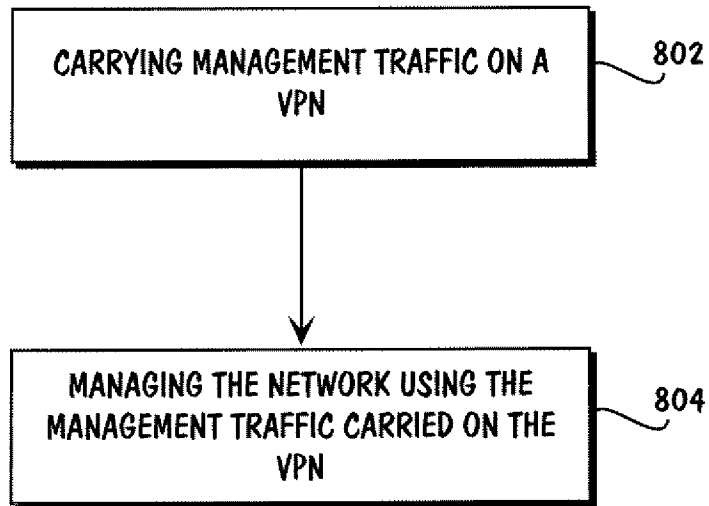 CARRYING MANAGEMENT TRAFFIC ON A
VPN
802
MANAGING THE NETWORK USING THE
MANAGEMENT TRAFFIC CARRIED ON THE
VPN
804